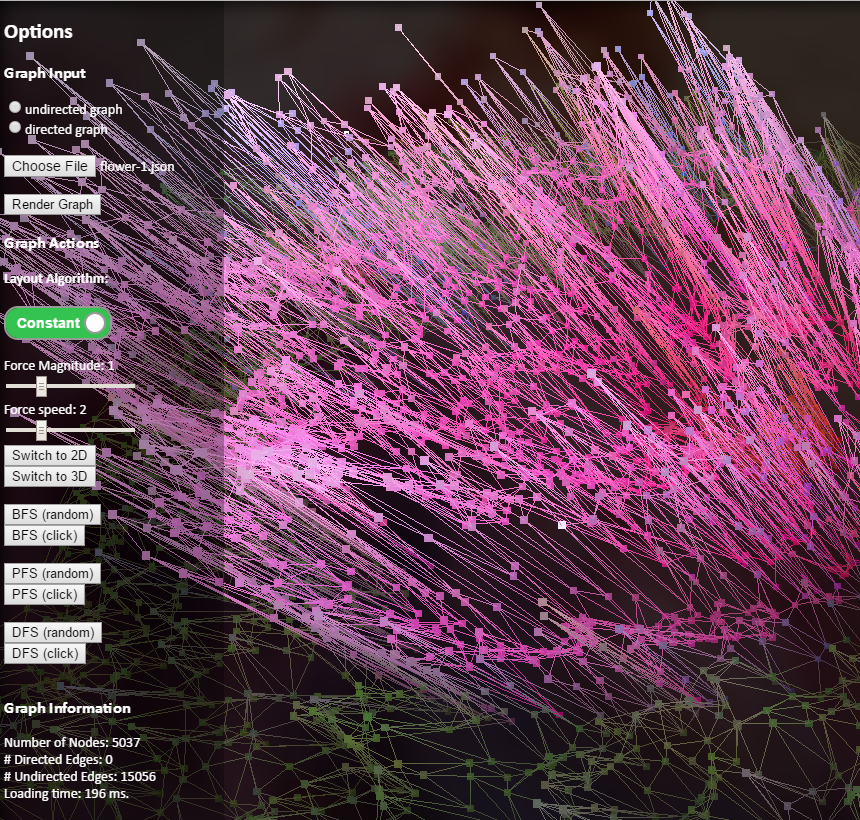 Options
Graph Input
undirected graph
directed graph
Choose File flower-1.json
Render Graph
Graph Actions
Layout Algorithm:
Constant
Force Magnitude: 1
Force speed: 2
Switch to 2D
Switch to 3D
BFS (random)
BFS (click)
PFS (random)
PFS (click)
DFS (random)
DFS (click)
Graph Information
Number of Nodes: 5037
# Directed Edges: 0
# Undirected Edges: 15056
Loading time: 196 ms.